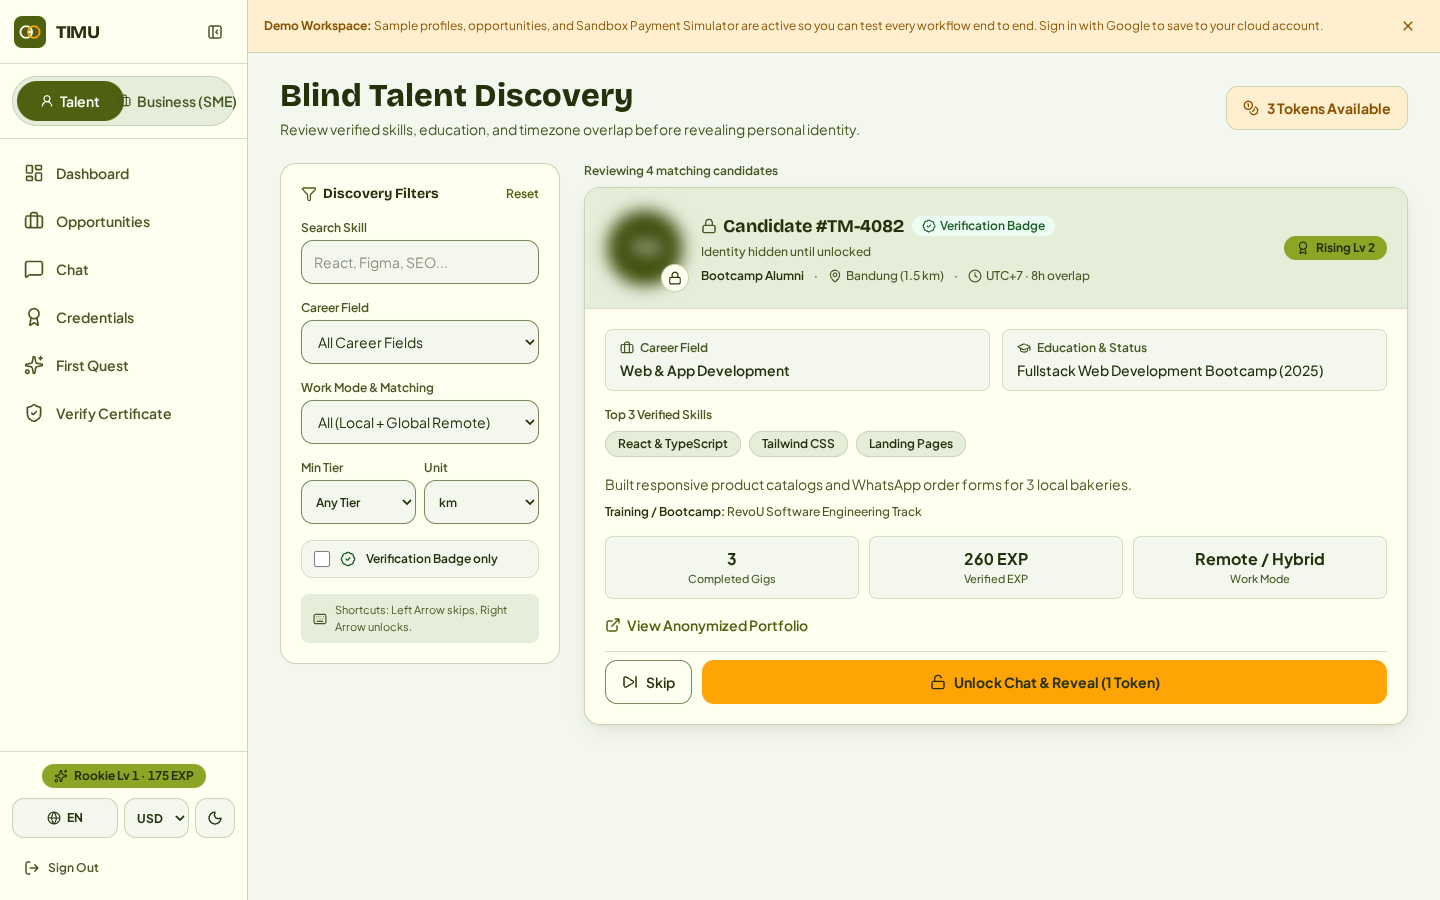 TIMU
Talent
Business (SME)
Dashboard
Opportunities
Chat
Credentials
First Quest
Verify Certificate
Rookie Lv 1 · 175 EXP
EN
USD
Sign Out
Demo Workspace: Sample profiles, opportunities, and Sandbox Payment Simulator are active so you can test every workflow end to end. Sign in with Google to save to your cloud account.
Blind Talent Discovery
Review verified skills, education, and timezone overlap before revealing personal identity.
3 Tokens Available
Discovery Filters
Reset
Search Skill
React, Figma, SEO...
Career Field
All Career Fields
Work Mode & Matching
All (Local + Global Remote)
Min Tier
Unit
Any Tier
km
Verification Badge only
Shortcuts: Left Arrow skips, Right
Arrow unlocks.
Reviewing 4 matching candidates
Candidate #TM-4082
Verification Badge
Identity hidden until unlocked
Bootcamp Alumni · Bandung (1.5 km) · UTC+7 · 8h overlap
Rising Lv 2
Career Field
Web & App Development
Education & Status
Fullstack Web Development Bootcamp (2025)
Top 3 Verified Skills
React & TypeScript
Tailwind CSS
Landing Pages
Built responsive product catalogs and WhatsApp order forms for 3 local bakeries.
Training / Bootcamp: RevoU Software Engineering Track
3
Completed Gigs
260 EXP
Verified EXP
Remote / Hybrid
Work Mode
View Anonymized Portfolio
Skip
Unlock Chat & Reveal (1 Token)